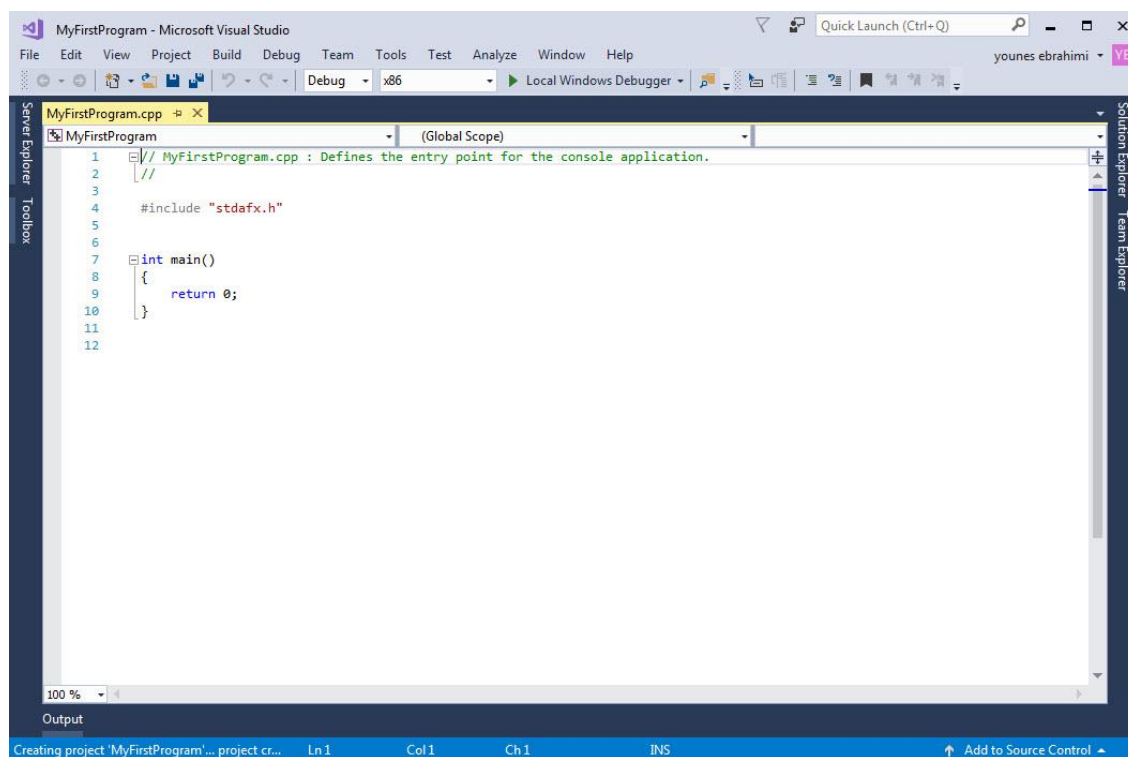 MyFirstProgram - Microsoft Visual Studio
Quick Launch (Ctrl+Q)
File Edit View Project Build Debug Team Tools Test Analyze Window Help
younes ebrahimi
YE
Debug x86 Local Windows Debugger
Server Explorer
Toolbox
MyFirstProgram.cpp
MyFirstProgram (Global Scope)
1 // MyFirstProgram.cpp : Defines the entry point for the console application.
2 //
3
4 #include "stdafx.h"
5
6
7 int main()
8 {
9 return 0;
10 }
11
12
Solution Explorer
Team Explorer
100 %
Output
Creating project 'MyFirstProgram'... project cr... Ln 1 Col 1 Ch 1 INS Add to Source Control